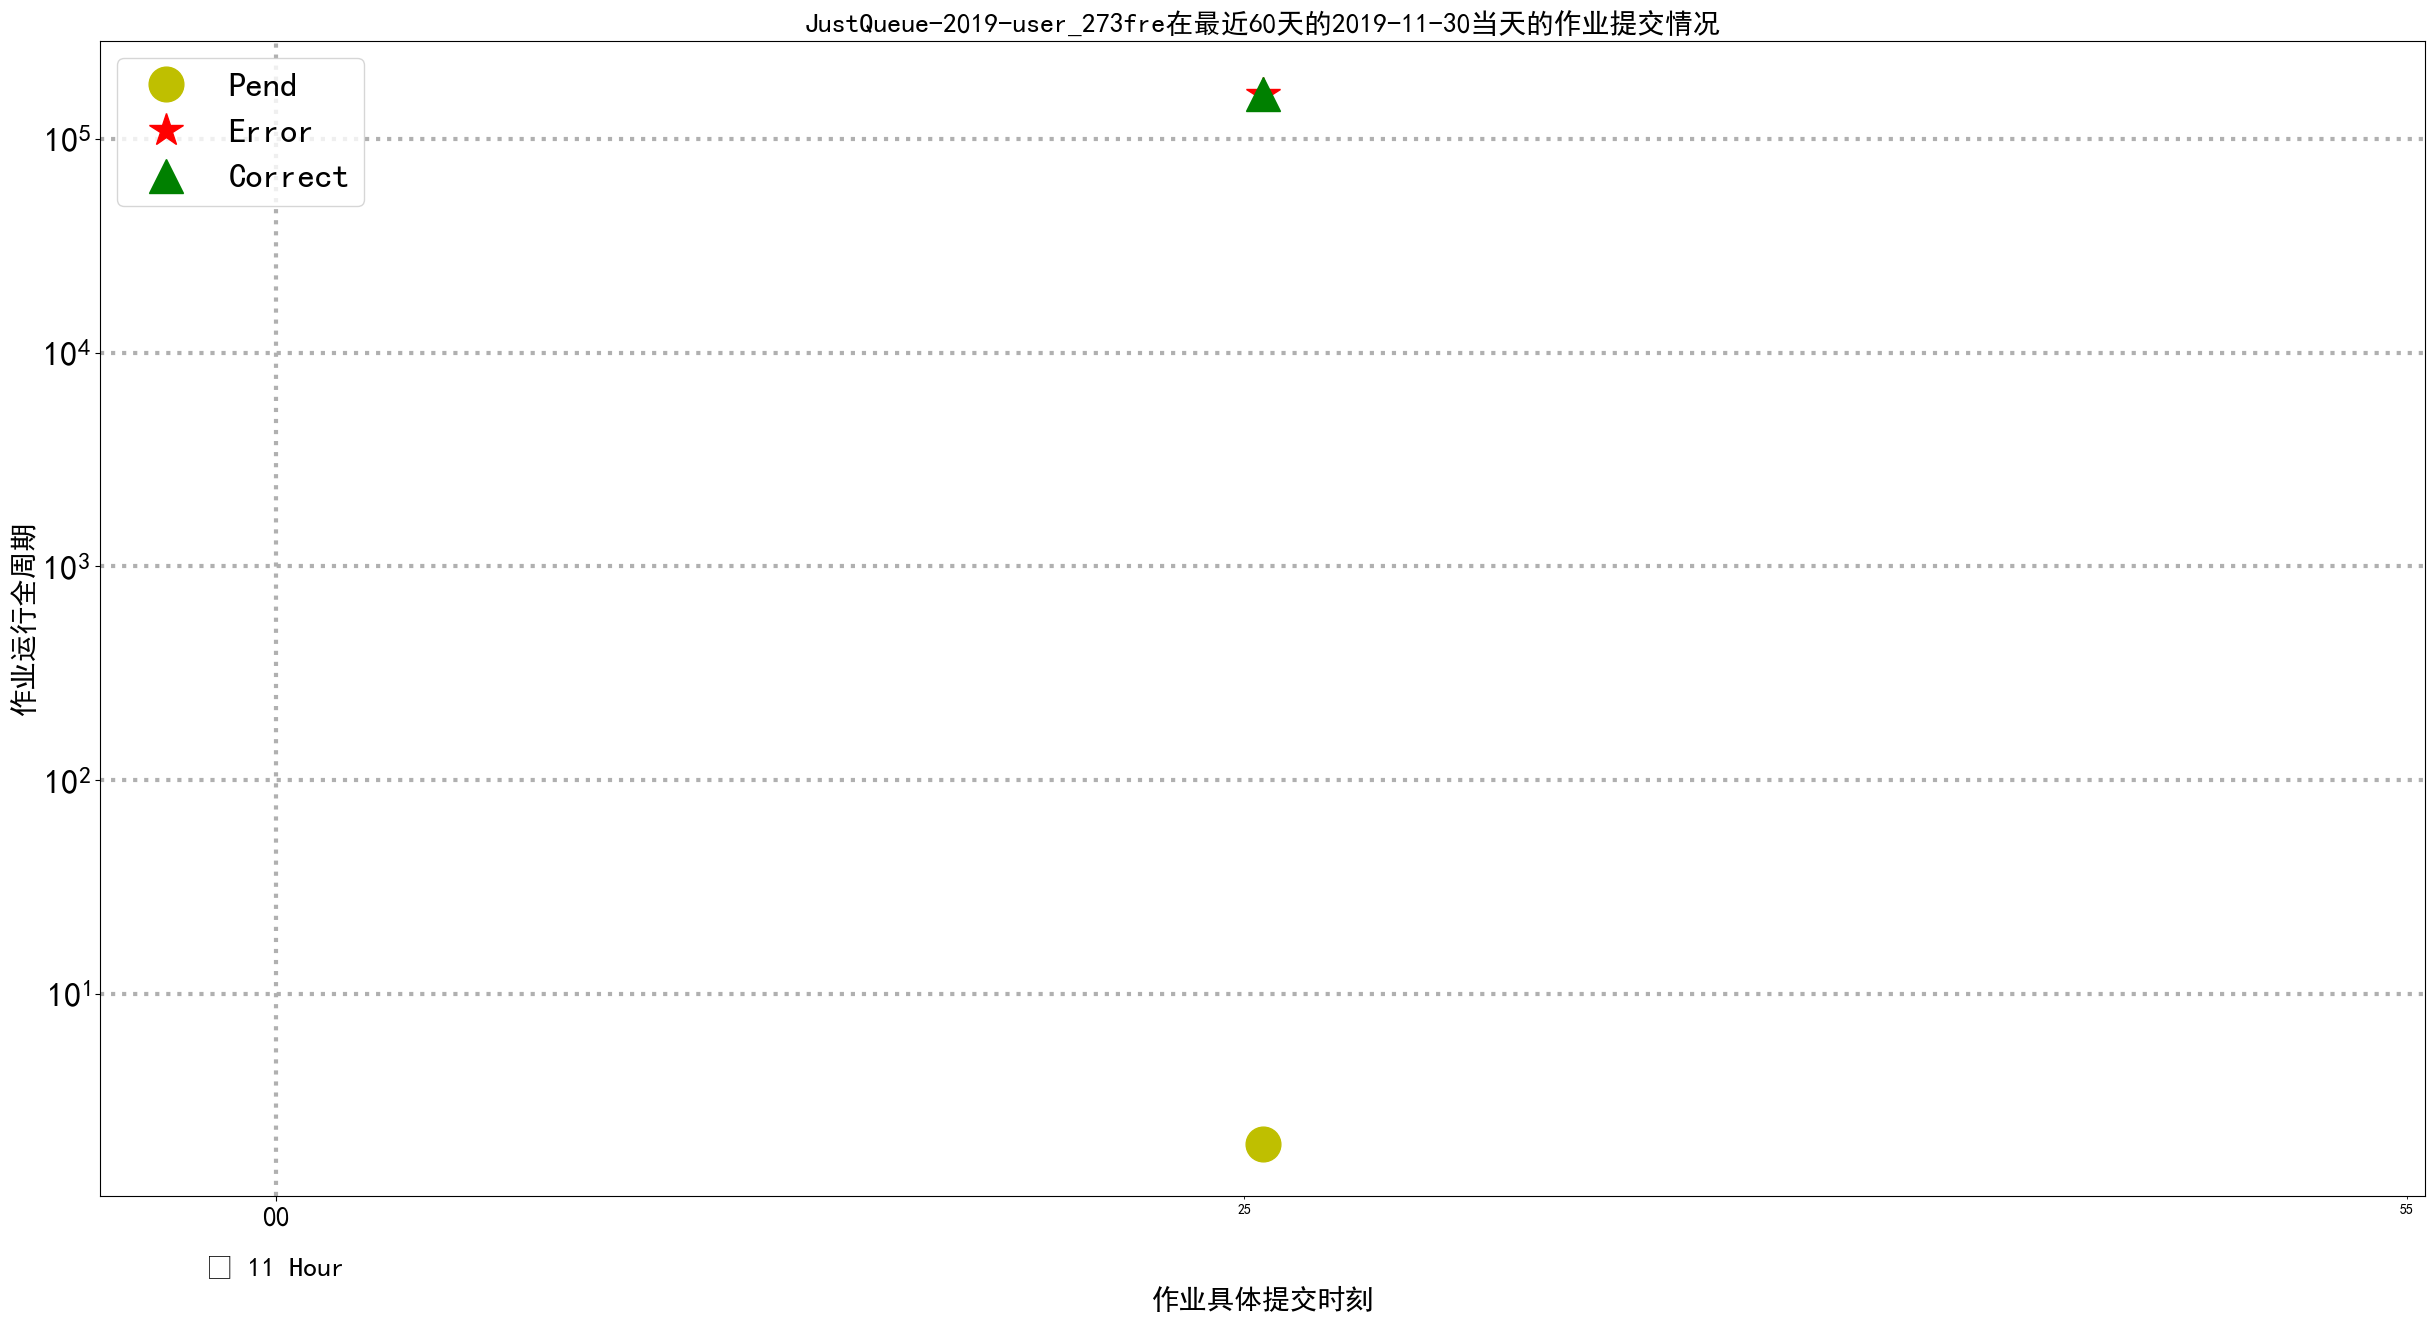 JustQueue-2019-user_273fre在最近60天的2019-11-30当天的作业提交情况
Pend
Error
Correct
10⁵
10⁴
10³
10²
10¹
作业运行全周期
00
25
55
□ 11 Hour
作业具体提交时刻